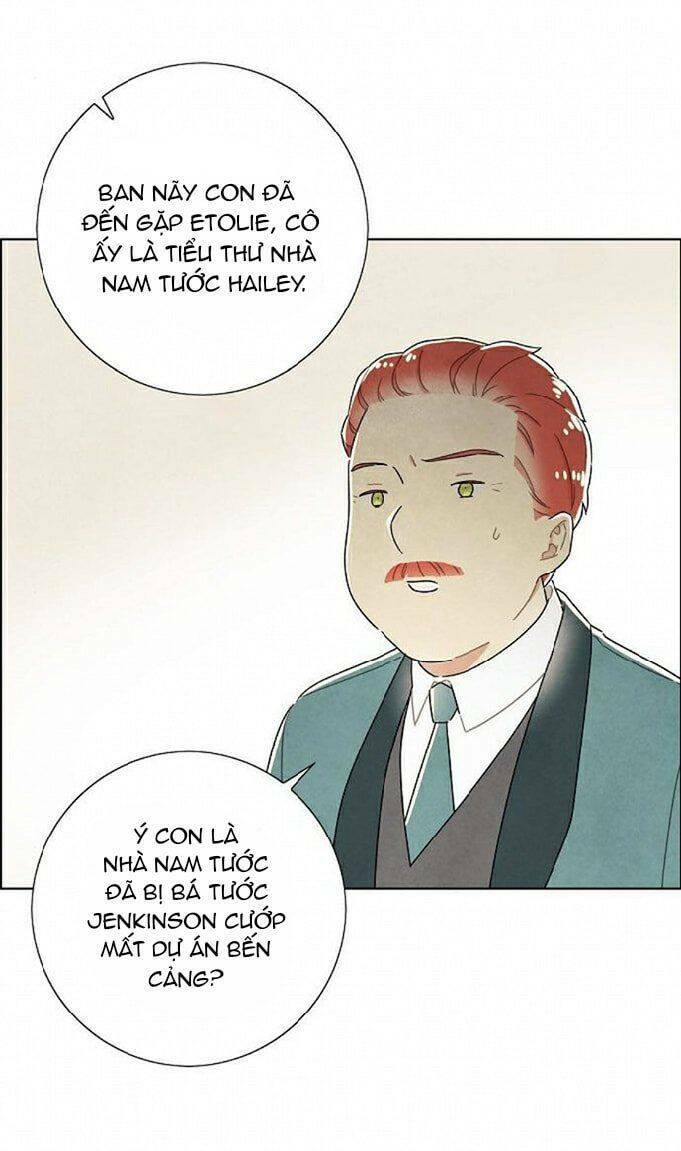 BAN NÃY CON ĐÃ
ĐẾN GẶP ETOLIE, CÔ
ẤY LÀ TIỂU THƯ NHÀ
NAM TƯỚC HAILEY.
Ý CON LÀ
NHÀ NAM TƯỚC
ĐÃ BỊ BÁ TƯỚC
JENKINSON CƯỚP
MẤT DỰ ÁN BẾN
CẢNG?